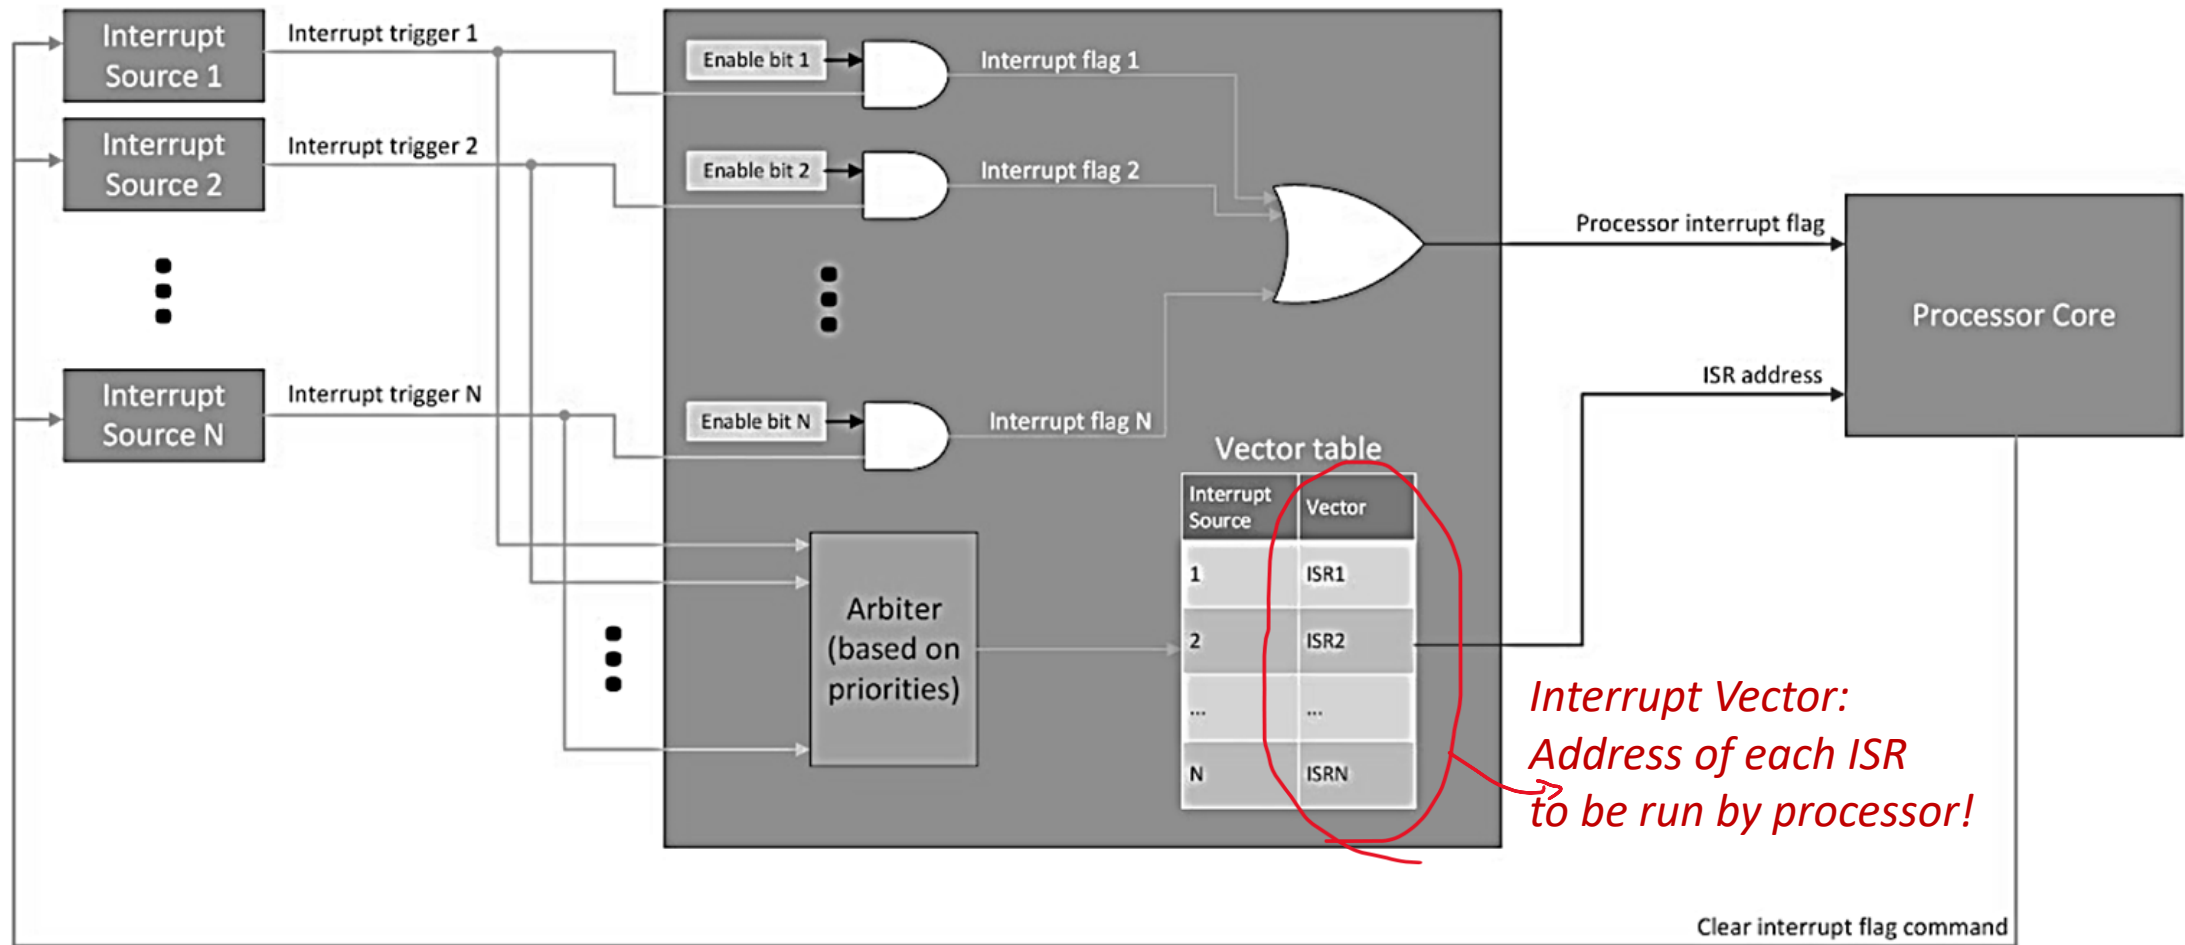 Interrupt
Source 1
Interrupt trigger 1
Enable bit 1
Interrupt flag 1
Interrupt
Source 2
Interrupt trigger 2
Enable bit 2
Interrupt flag 2
Processor interrupt flag
Processor Core
ISR address
Interrupt
Source N
Interrupt trigger N
Enable bit N
Interrupt flag N
Vector table
Interrupt
Source
Vector
1
ISR1
2
ISR2
...
...
N
ISRN
Arbiter
(based on
priorities)
Interrupt Vector:
Address of each ISR
to be run by processor!
Clear interrupt flag command